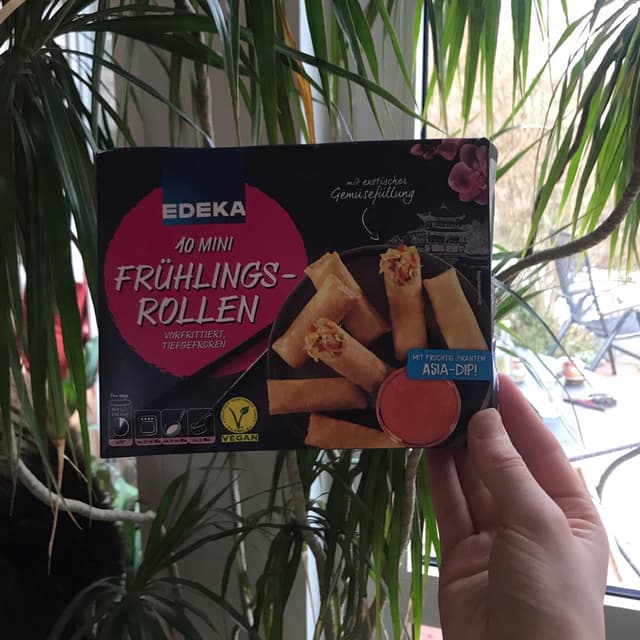 EDEKA
10 MINI
FRÜHLINGS-
ROLLEN
VORFRITTIERT,
TIEFGEFROREN
mit exotischer
Gemüsefüllung
MIT FRUCHTIG-PIKANTEM
ASIA-DIP!
VEGAN